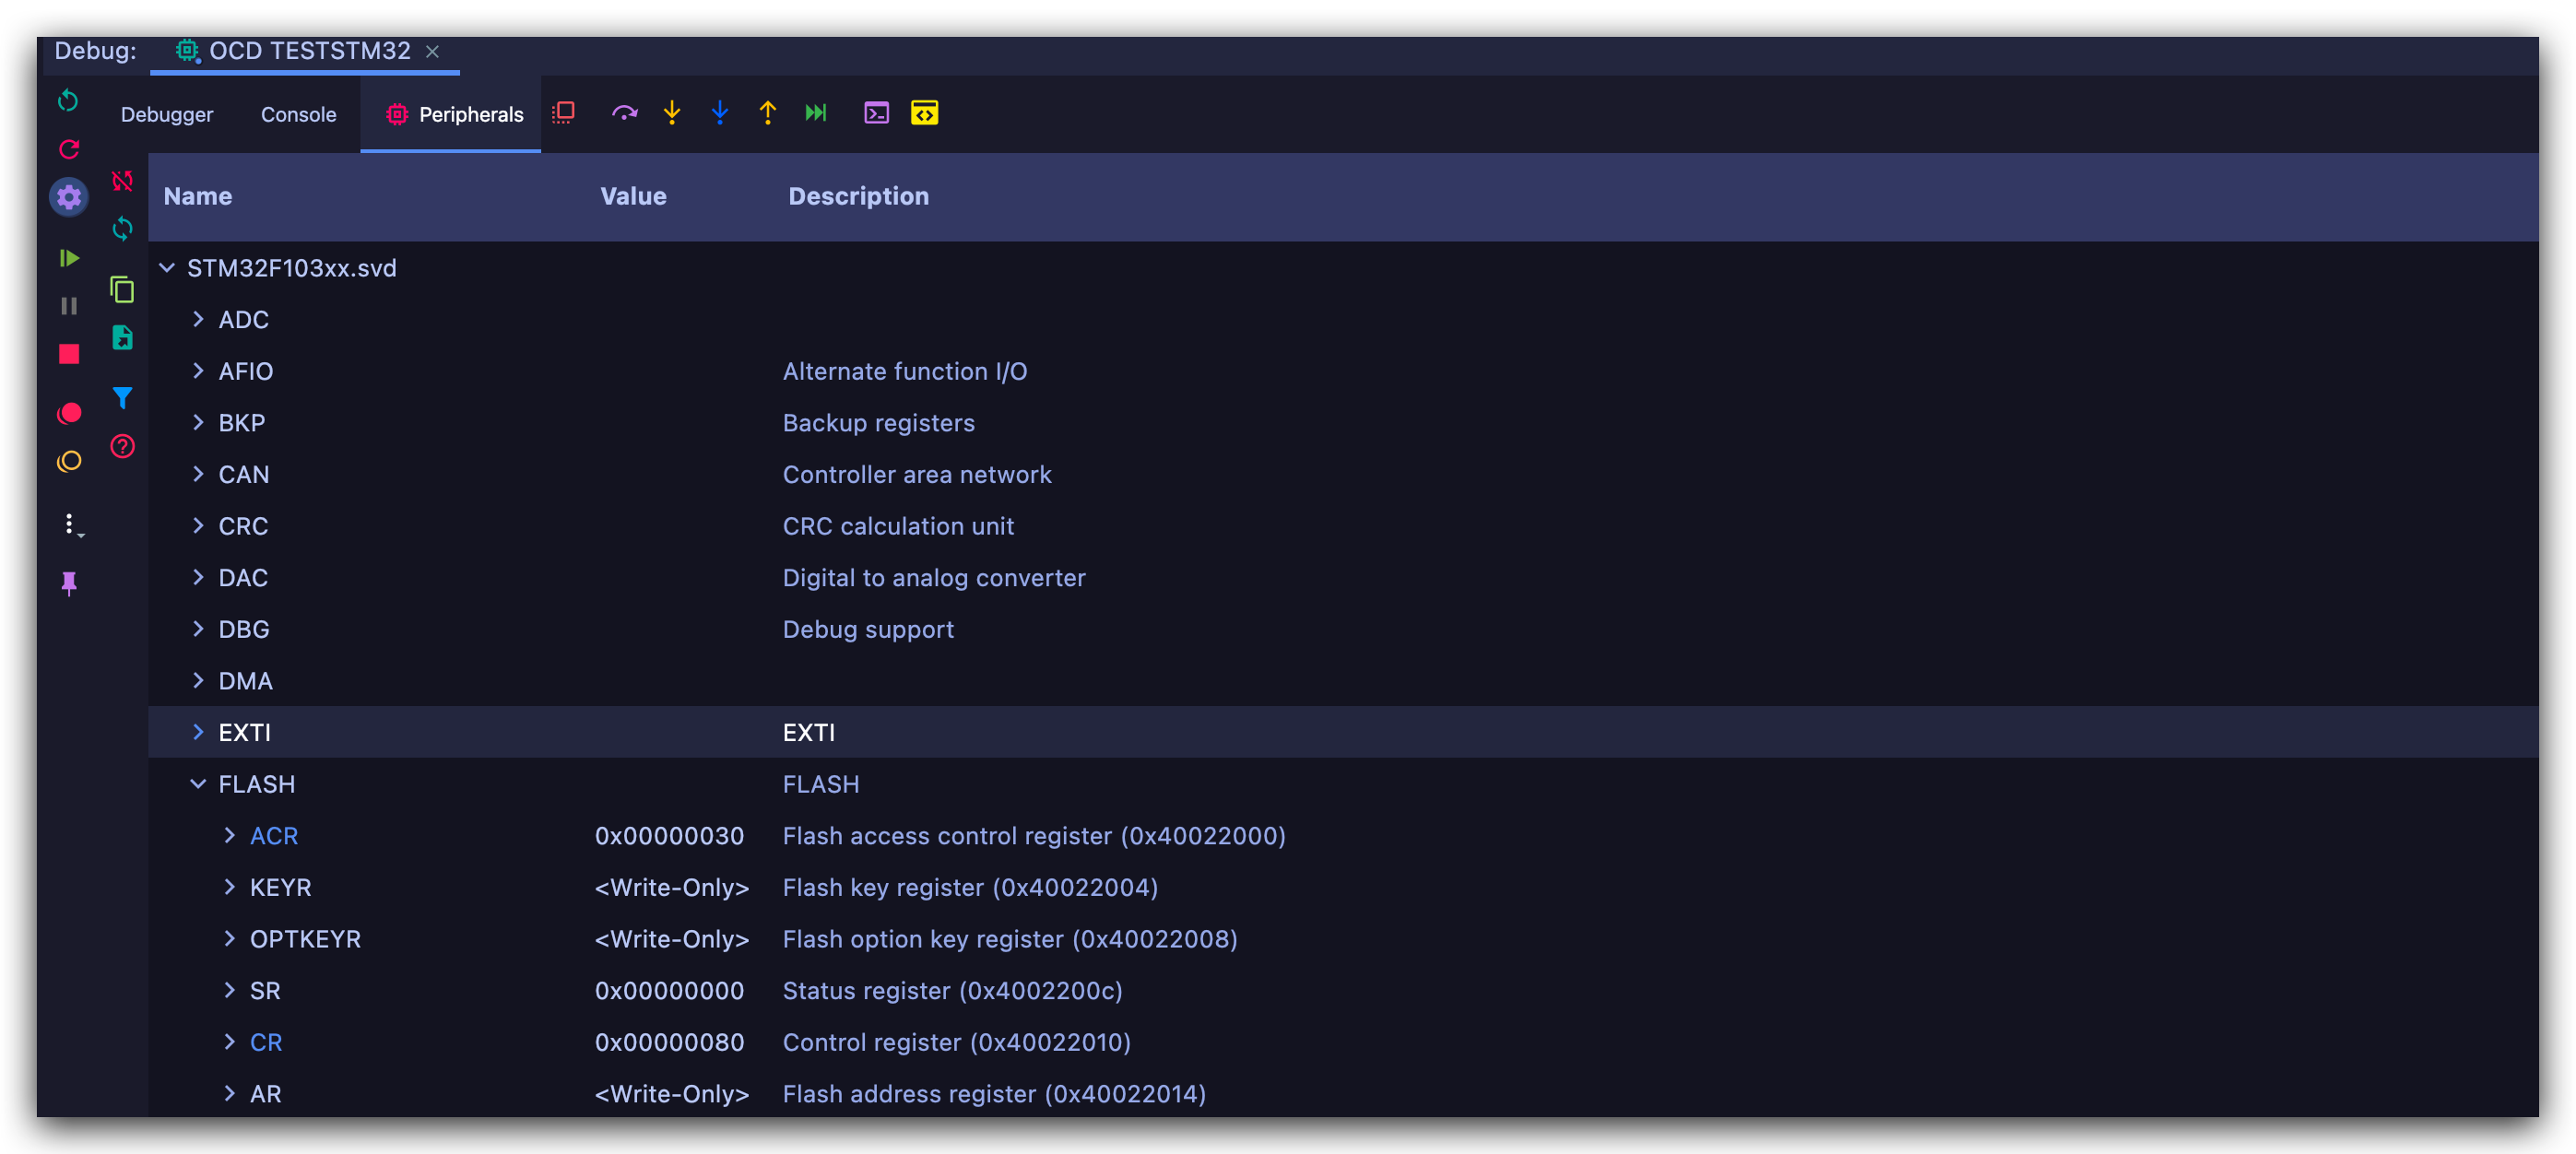 Debug: OCD TESTSTM32
Debugger Console Peripherals
Name Value Description
STM32F103xx.svd
ADC
AFIO Alternate function I/O
BKP Backup registers
CAN Controller area network
CRC CRC calculation unit
DAC Digital to analog converter
DBG Debug support
DMA
EXTI EXTI
FLASH FLASH
ACR 0x00000030 Flash access control register (0x40022000)
KEYR <Write-Only> Flash key register (0x40022004)
OPTKEYR <Write-Only> Flash option key register (0x40022008)
SR 0x00000000 Status register (0x4002200c)
CR 0x00000080 Control register (0x40022010)
AR <Write-Only> Flash address register (0x40022014)